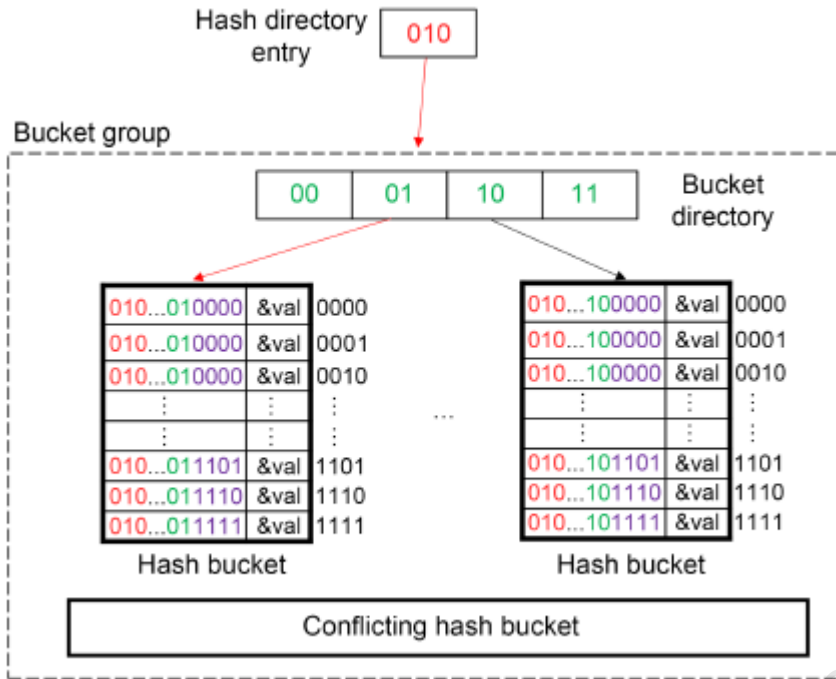 Hash directory
entry
010
Bucket group
00 01 10 11
Bucket
directory
010...010000 &val 0000
010...010000 &val 0001
010...010000 &val 0010
⋮ ⋮ ⋮
⋮ ⋮
010...011101 &val 1101
010...011110 &val 1110
010...011111 &val 1111
Hash bucket
...
010...100000 &val 0000
010...100000 &val 0001
010...100000 &val 0010
⋮ ⋮ ⋮
⋮ ⋮
010...101101 &val 1101
010...101110 &val 1110
010...101111 &val 1111
Hash bucket
Conflicting hash bucket